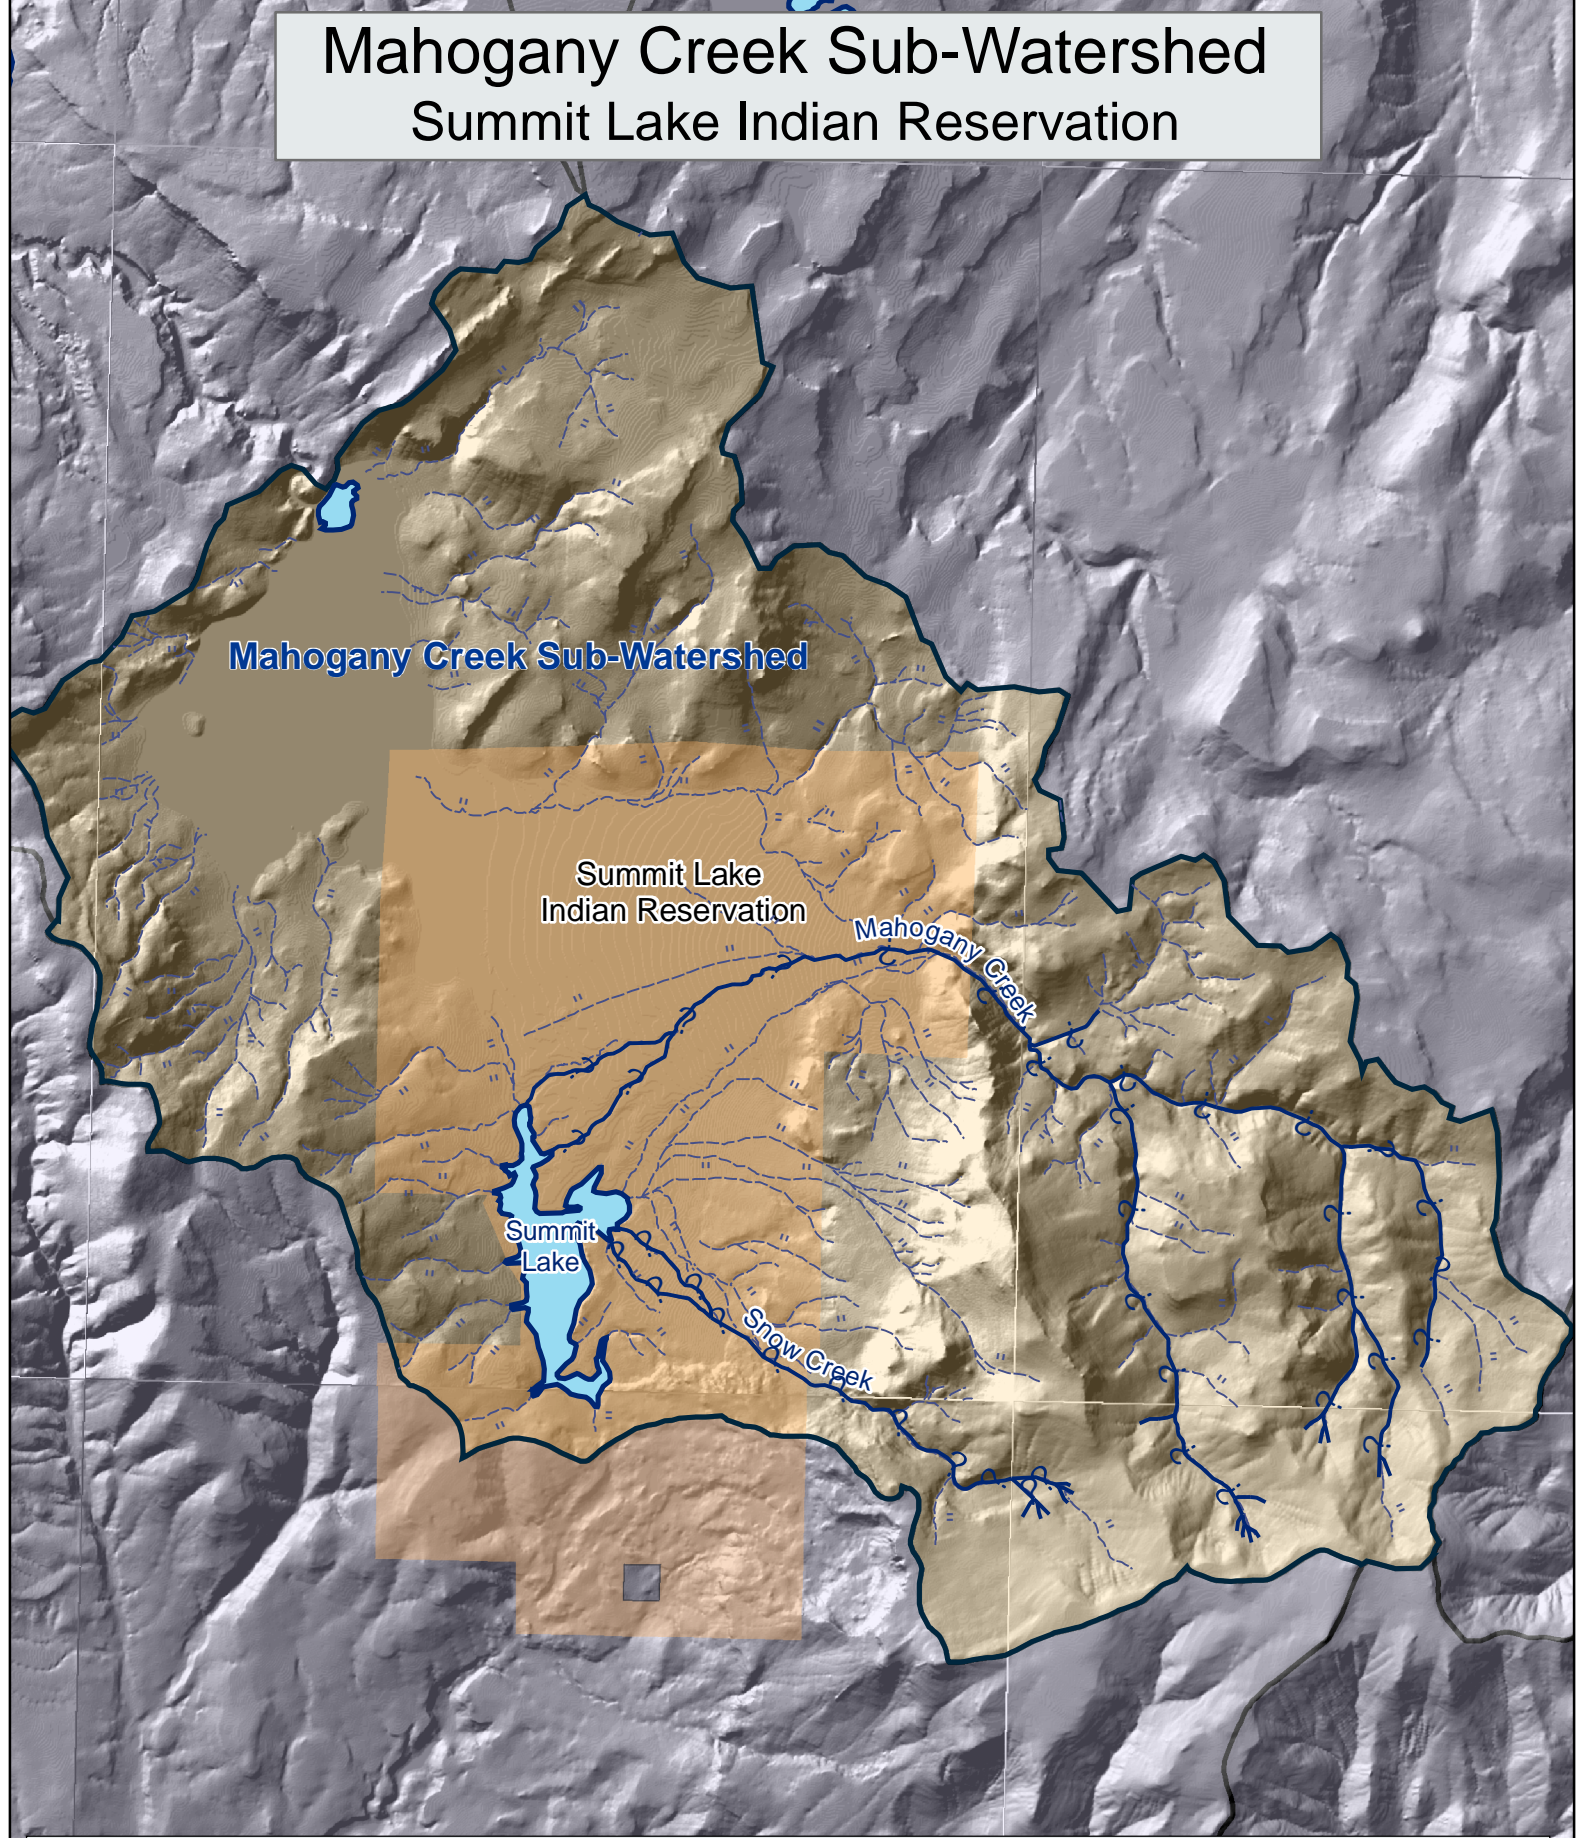 Mahogany Creek Sub-Watershed
Summit Lake Indian Reservation
Mahogany Creek Sub-Watershed
Summit Lake
Indian Reservation
Mahogany Creek
Summit
Lake
Snow Creek